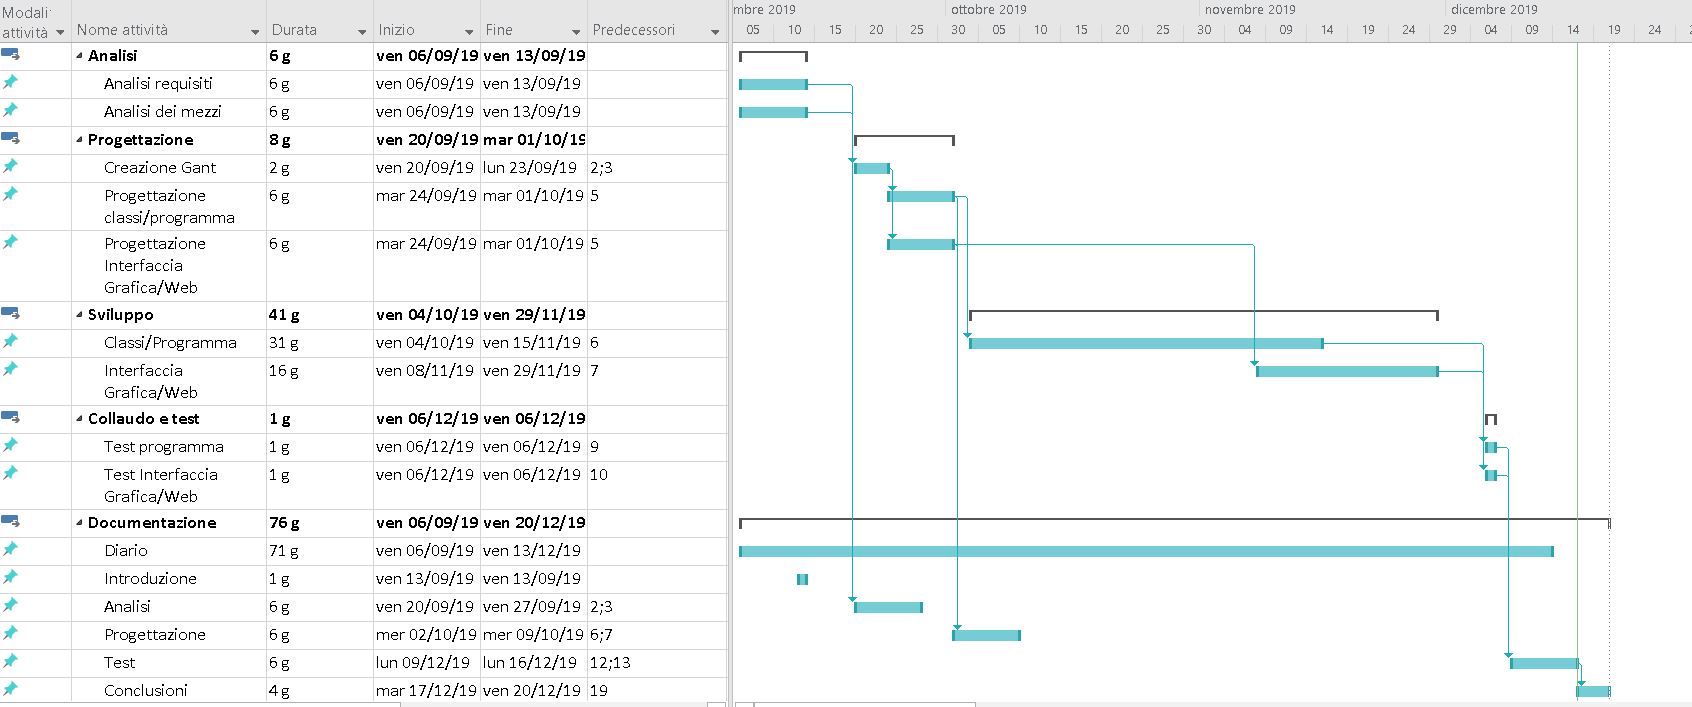 Modali
attività
Nome attività Durata Inizio Fine Predecessori
mbre 2019 ottobre 2019 novembre 2019 dicembre 2019
05 10 15 20 25 30 05 10 15 20 25 30 04 09 14 19 24 29 04 09 14 19 24
Analisi 6 g ven 06/09/19 ven 13/09/19
Analisi requisiti 6 g ven 06/09/19 ven 13/09/19
Analisi dei mezzi 6 g ven 06/09/19 ven 13/09/19
Progettazione 8 g ven 20/09/19 mar 01/10/19
Creazione Gant 2 g ven 20/09/19 lun 23/09/19 2;3
Progettazione 6 g mar 24/09/19 mar 01/10/19 5
classi/programma
Progettazione 6 g mar 24/09/19 mar 01/10/19 5
Interfaccia
Grafica/Web
Sviluppo 41 g ven 04/10/19 ven 29/11/19
Classi/Programma 31 g ven 04/10/19 ven 15/11/19 6
Interfaccia 16 g ven 08/11/19 ven 29/11/19 7
Grafica/Web
Collaudo e test 1 g ven 06/12/19 ven 06/12/19
Test programma 1 g ven 06/12/19 ven 06/12/19 9
Test Interfaccia 1 g ven 06/12/19 ven 06/12/19 10
Grafica/Web
Documentazione 76 g ven 06/09/19 ven 20/12/19
Diario 71 g ven 06/09/19 ven 13/12/19
Introduzione 1 g ven 13/09/19 ven 13/09/19
Analisi 6 g ven 20/09/19 ven 27/09/19 2;3
Progettazione 6 g mer 02/10/19 mer 09/10/19 6;7
Test 6 g lun 09/12/19 lun 16/12/19 12;13
Conclusioni 4 g mar 17/12/19 ven 20/12/19 19